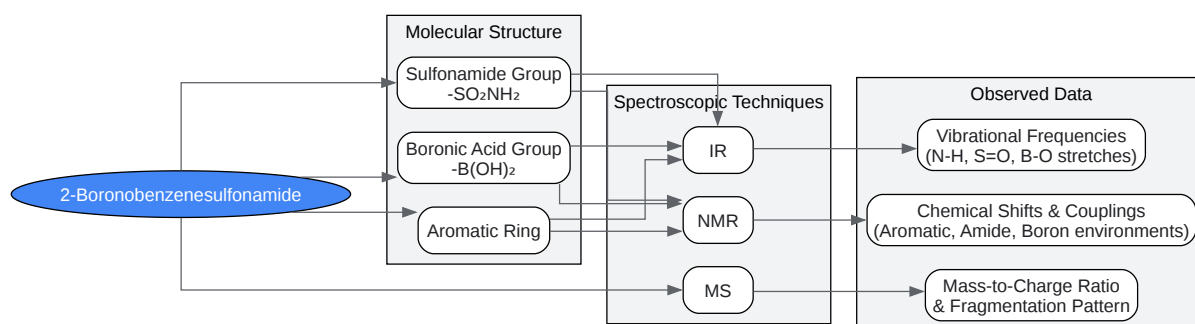 Molecular Structure
Sulfonamide Group
-SO₂NH₂
Boronic Acid Group
-B(OH)₂
Aromatic Ring
2-Boronobenzenesulfonamide
Spectroscopic Techniques
IR
NMR
MS
Observed Data
Vibrational Frequencies
(N-H, S=O, B-O stretches)
Chemical Shifts & Couplings
(Aromatic, Amide, Boron environments)
Mass-to-Charge Ratio
& Fragmentation Pattern